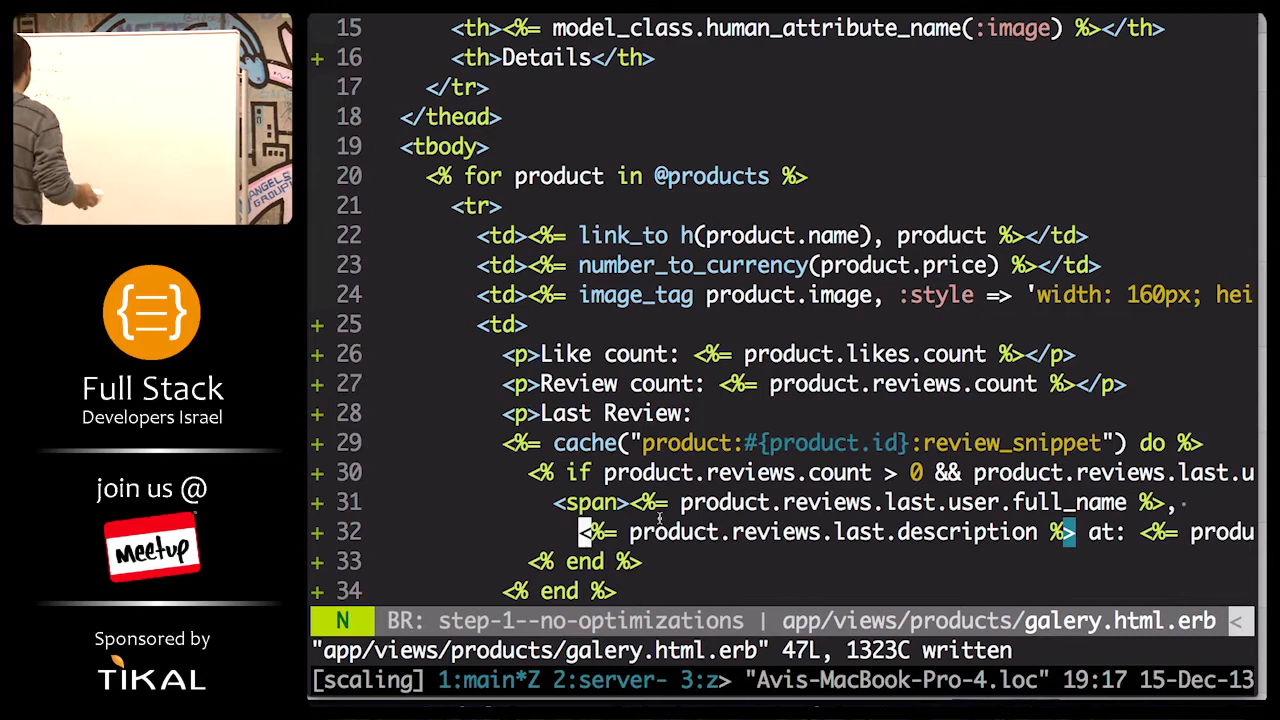 ANGELS
GROUP
{≡}
Full Stack
Developers Israel
join us @
Meetup
Sponsored by
TIKAL
15 <th><%= model_class.human_attribute_name(:image) %></th>
+ 16 <th>Details</th>
17 </tr>
18 </thead>
19 <tbody>
20 <% for product in @products %>
21 <tr>
22 <td><%= link_to h(product.name), product %></td>
23 <td><%= number_to_currency(product.price) %></td>
24 <td><%= image_tag product.image, :style => 'width: 160px; hei
+ 25 <td>
+ 26 <p>Like count: <%= product.likes.count %></p>
+ 27 <p>Review count: <%= product.reviews.count %></p>
+ 28 <p>Last Review:
+ 29 <%= cache("product:#{product.id}:review_snippet") do %>
+ 30 <% if product.reviews.count > 0 && product.reviews.last.u
+ 31 <span><%= product.reviews.last.user.full_name %>,
+ 32 <%= product.reviews.last.description %> at: <%= produ
+ 33 <% end %>
+ 34 <% end %>
N BR: step-1--no-optimizations | app/views/products/galery.html.erb <
"app/views/products/galery.html.erb" 47L, 1323C written
[scaling] 1:main*Z 2:server- 3:z> "Avis-MacBook-Pro-4.loc" 19:17 15-Dec-13